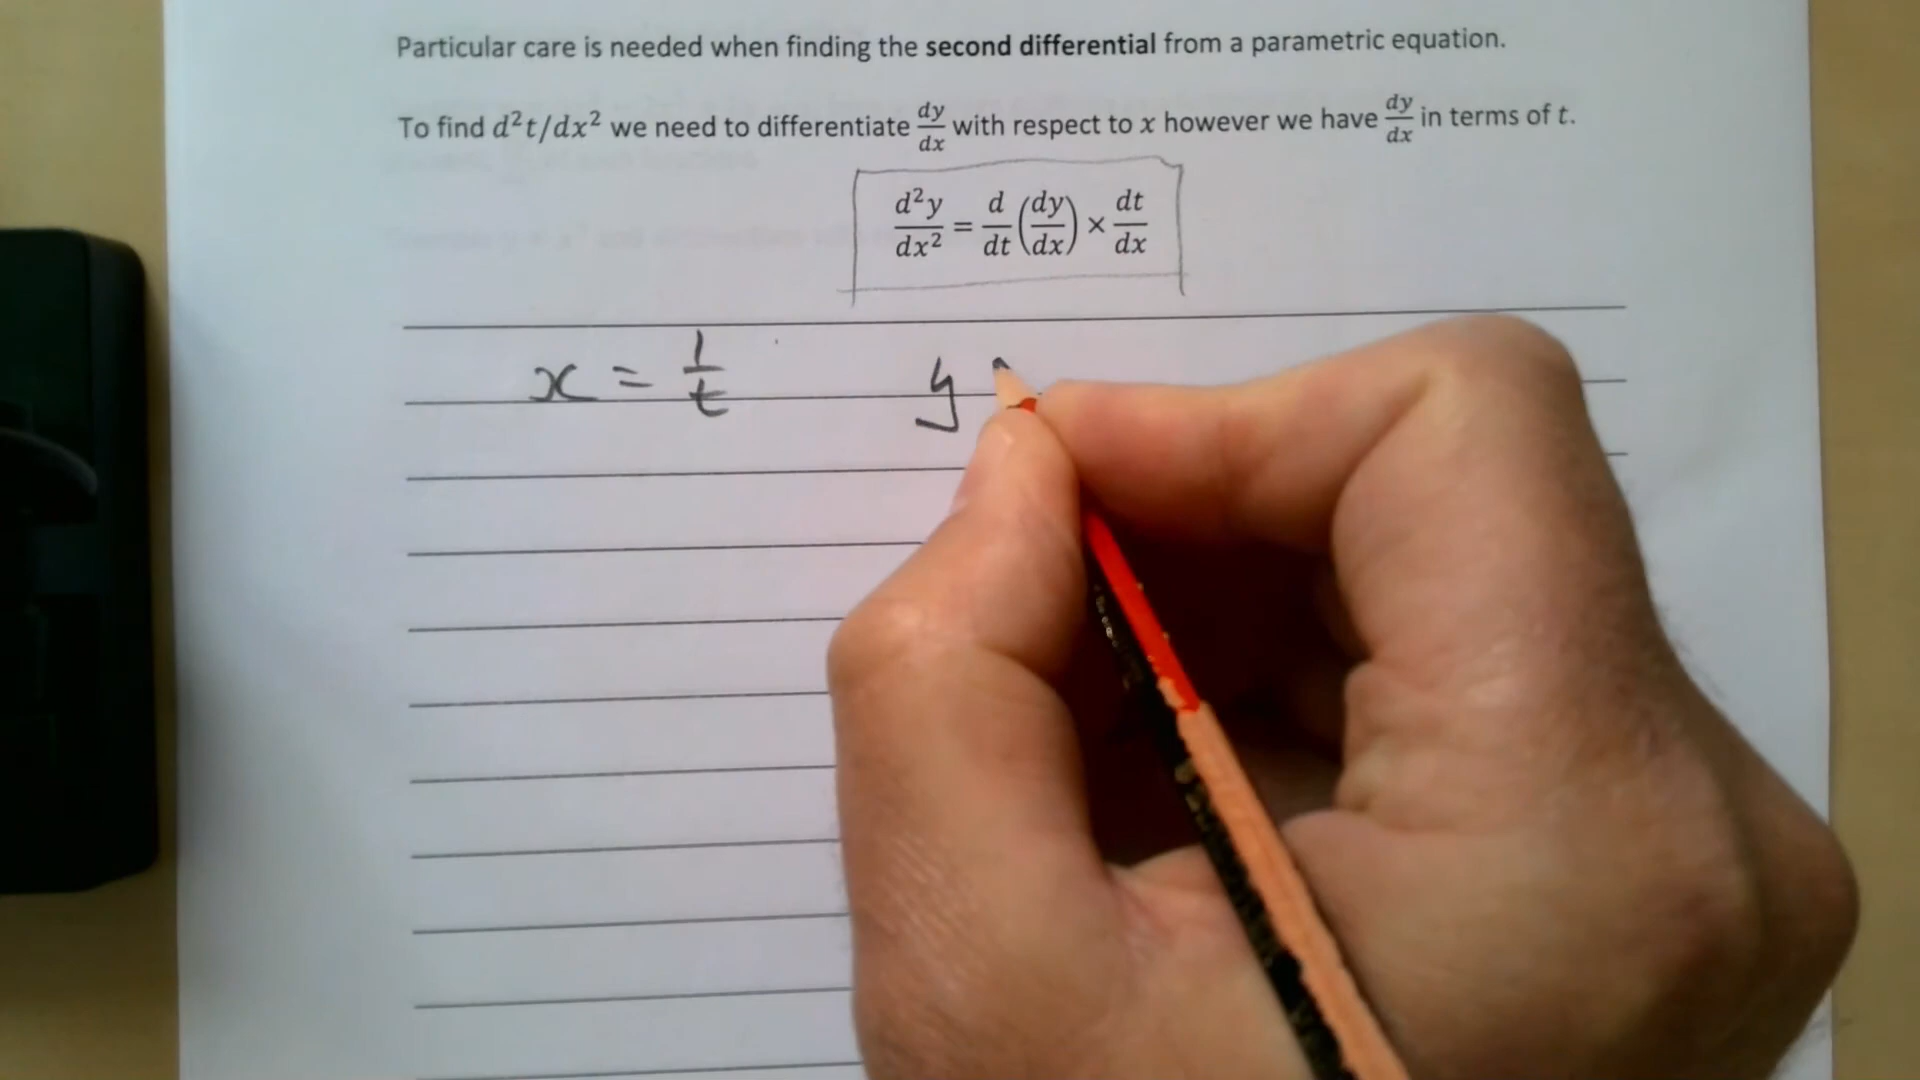 Particular care is needed when finding the second differential from a parametric equation.
To find d²t/dx² we need to differentiate dy/dx with respect to x however we have dy/dx in terms of t.
d²y/dx² = d/dt (dy/dx) × dt/dx
x = 1/t y